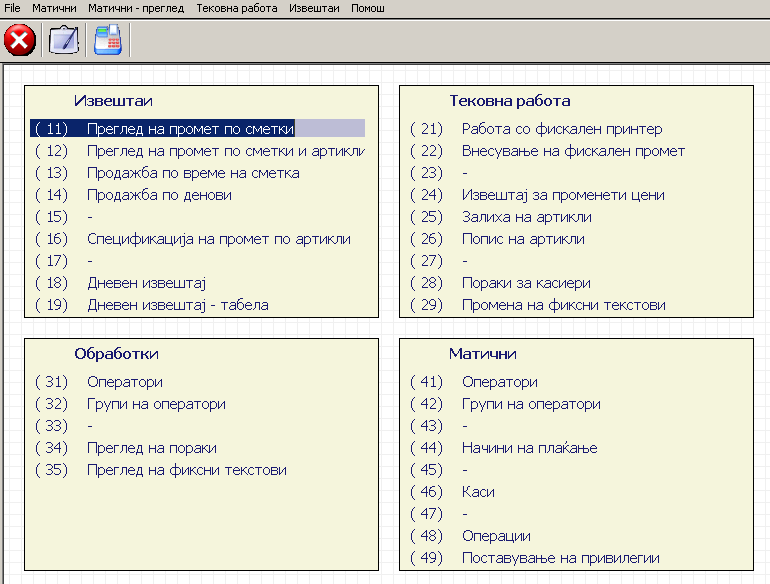 File Матични Матични - преглед Тековна работа Извештаи Помош
Извештаи
( 11) Преглед на промет по сметки
( 12) Преглед на промет по сметки и артикли
( 13) Продажба по време на сметка
( 14) Продажба по денови
( 15) -
( 16) Спецификација на промет по артикли
( 17) -
( 18) Дневен извештај
( 19) Дневен извештај - табела
Тековна работа
( 21) Работа со фискален принтер
( 22) Внесување на фискален промет
( 23) -
( 24) Извештај за променети цени
( 25) Залиха на артикли
( 26) Попис на артикли
( 27) -
( 28) Пораки за касиери
( 29) Промена на фиксни текстови
Обработки
( 31) Оператори
( 32) Групи на оператори
( 33) -
( 34) Преглед на пораки
( 35) Преглед на фиксни текстови
Матични
( 41) Оператори
( 42) Групи на оператори
( 43) -
( 44) Начини на плаќање
( 45) -
( 46) Каси
( 47) -
( 48) Операции
( 49) Поставување на привилегии